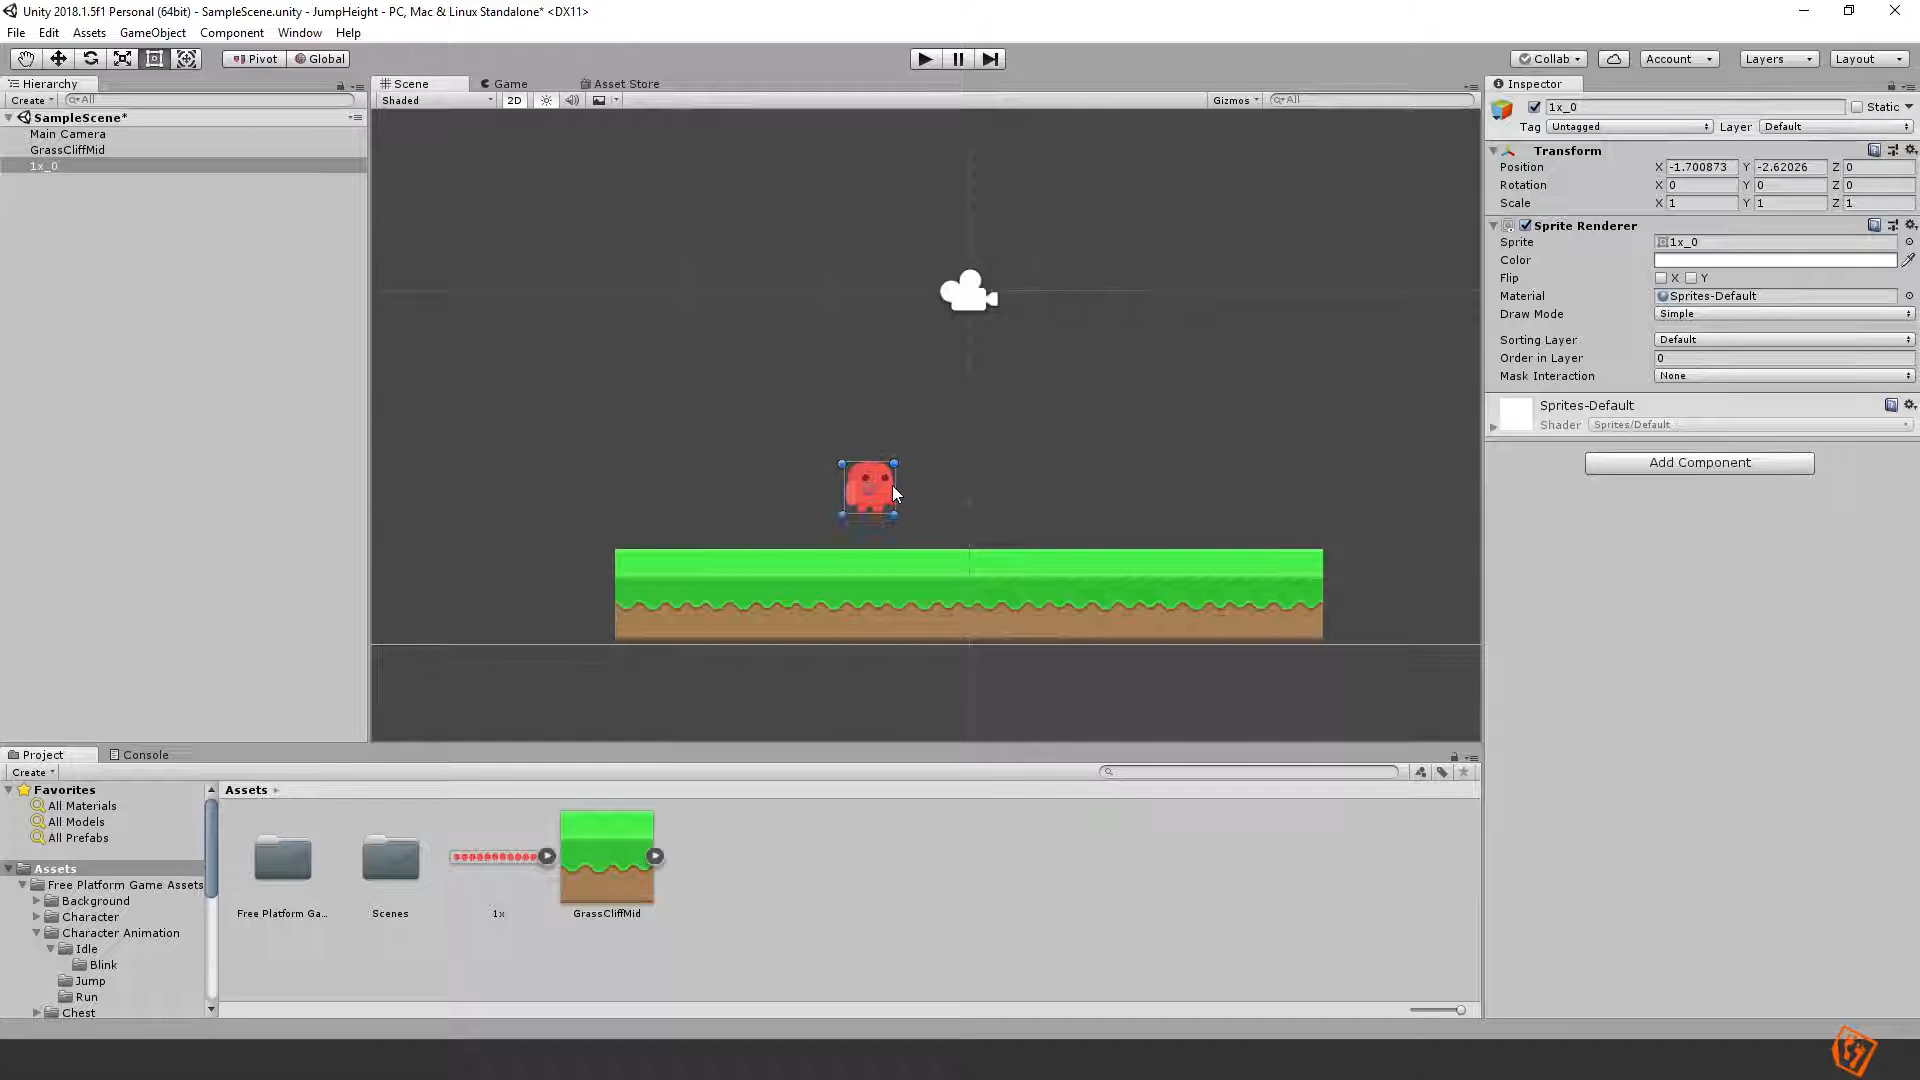 Unity 2018.1.5f1 Personal (64bit) - SampleScene.unity - JumpHeight - PC, Mac & Linux Standalone* <DX11>
File Edit Assets GameObject Component Window Help
Pivot Global Collab Account Layers Layout
Hierarchy Scene Game Asset Store Inspector
Create All Shaded 2D Gizmos All 1x_0 Static
SampleScene*
Tag Untagged Layer Default
Main Camera
GrassCliffMid
1x_0
Transform
Position X -1.700873 Y -2.62026 Z 0
Rotation X 0 Y 0 Z 0
Scale X 1 Y 1 Z 1
Sprite Renderer
Sprite 1x_0
Color
Flip X Y
Material Sprites-Default
Draw Mode Simple
Sorting Layer Default
Order in Layer 0
Mask Interaction None
Sprites-Default
Shader Sprites/Default
Add Component
Project Console
Create
Favorites
All Materials
All Models
All Prefabs
Assets
Free Platform Game Assets
Background
Character
Character Animation
Idle
Blink
Jump
Run
Chest
Assets
Free Platform Ga... Scenes 1x GrassCliffMid